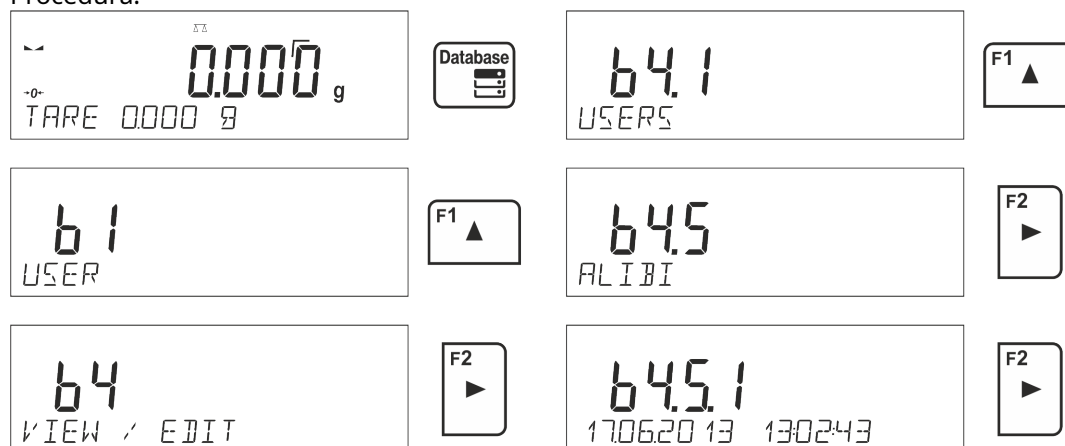 Procedura:
0.000 g
→0←
TARE 0.000 g
Database
b1
USER
F1
b4
VIEW / EDIT
F2
b4.1
USERS
F1
b4.5
ALIBI
F2
b4.5.1
17.06.2013 13:02:43
F2